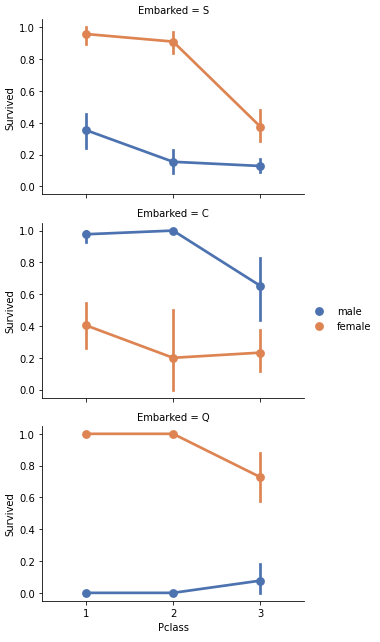 Embarked = S
1.0
0.8
0.6
0.4
0.2
0.0
Survived
Embarked = C
1.0
0.8
0.6
0.4
0.2
0.0
Survived
male
female
Embarked = Q
1.0
0.8
0.6
0.4
0.2
0.0
Survived
1 2 3
Pclass